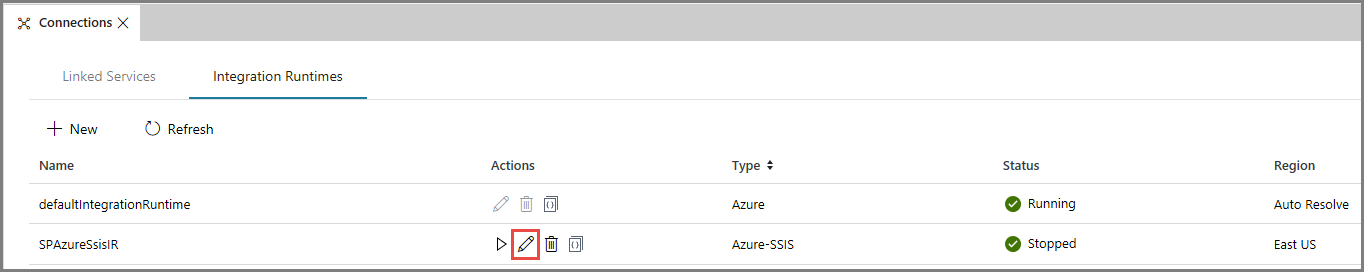 Connections
Linked Services Integration Runtimes
New Refresh
Name Actions Type Status Region
defaultIntegrationRuntime Azure Running Auto Resolve
SPAzureSsisIR Azure-SSIS Stopped East US